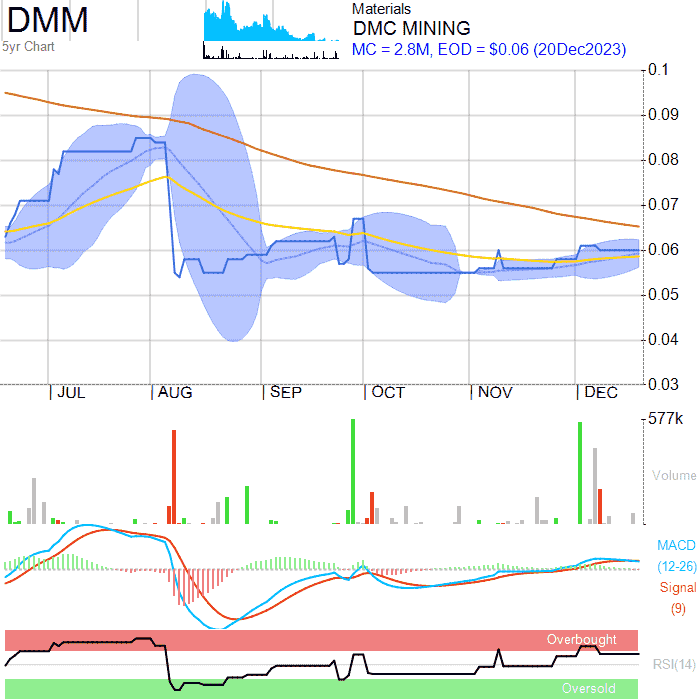 DMM
5yr Chart
Materials
DMC MINING
MC = 2.8M, EOD = $0.06 (20Dec2023)
0.1
0.09
0.08
0.07
0.06
0.05
0.04
0.03
JUL AUG SEP OCT NOV DEC
577k
Volume
MACD
(12-26)
Signal
(9)
Overbought
RSI(14)
Oversold